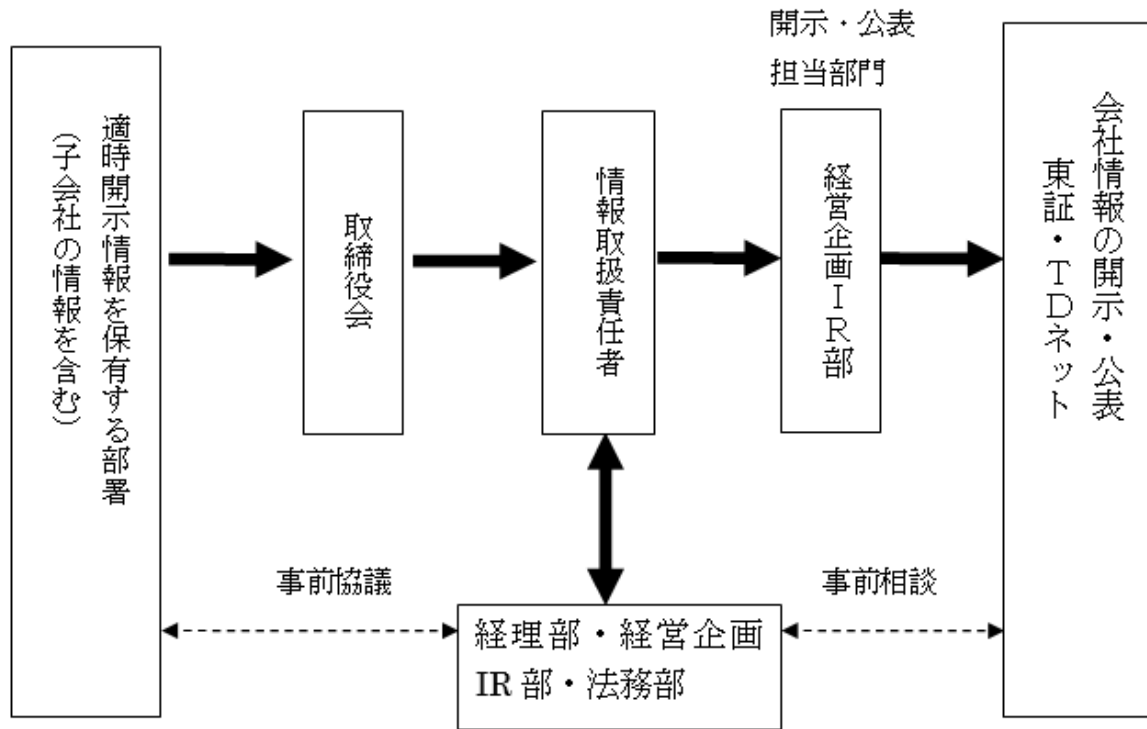 適時開示情報を保有する部署
(子会社の情報を含む)
取締役会
情報取扱責任者
開示・公表
担当部門
経営企画IR部
会社情報の開示・公表
東証・TDネット
事前協議
事前相談
経理部・経営企画
IR部・法務部